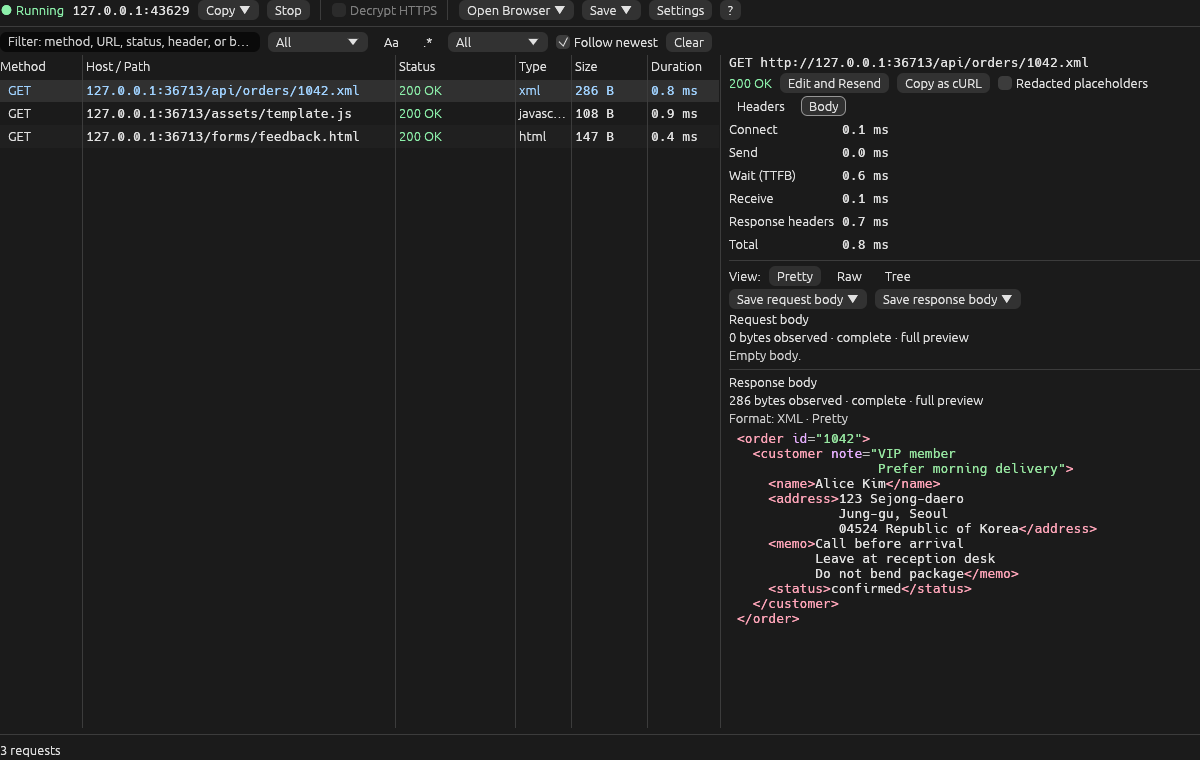 Running 127.0.0.1:43629 Copy ▼ Stop Decrypt HTTPS Open Browser ▼ Save ▼ Settings ?
Filter: method, URL, status, header, or b... All ▼ Aa .* All ▼ Follow newest Clear
Method Host / Path Status Type Size Duration
GET 127.0.0.1:36713/api/orders/1042.xml 200 OK xml 286 B 0.8 ms
GET 127.0.0.1:36713/assets/template.js 200 OK javasc... 108 B 0.9 ms
GET 127.0.0.1:36713/forms/feedback.html 200 OK html 147 B 0.4 ms
GET http://127.0.0.1:36713/api/orders/1042.xml
200 OK Edit and Resend Copy as cURL Redacted placeholders
Headers Body
Connect 0.1 ms
Send 0.0 ms
Wait (TTFB) 0.6 ms
Receive 0.1 ms
Response headers 0.7 ms
Total 0.8 ms
View: Pretty Raw Tree
Save request body ▼ Save response body ▼
Request body
0 bytes observed · complete · full preview
Empty body.
Response body
286 bytes observed · complete · full preview
Format: XML · Pretty
<order id="1042">
<customer note="VIP member
Prefer morning delivery">
<name>Alice Kim</name>
<address>123 Sejong-daero
Jung-gu, Seoul
04524 Republic of Korea</address>
<memo>Call before arrival
Leave at reception desk
Do not bend package</memo>
<status>confirmed</status>
</customer>
</order>
3 requests